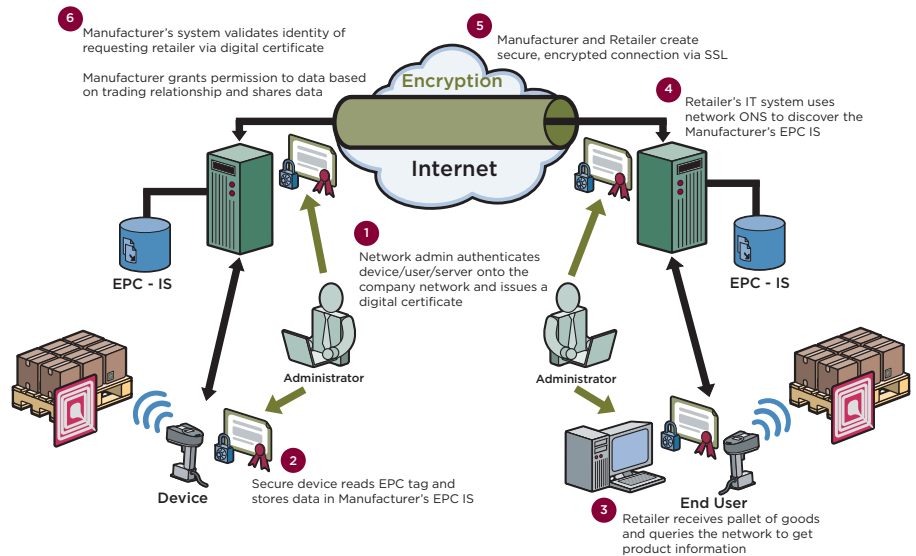 6
Manufacturer's system validates identity of
requesting retailer via digital certificate
Manufacturer grants permission to data based
on trading relationship and shares data
5
Manufacturer and Retailer create
secure, encrypted connection via SSL
Encryption
Internet
4
Retailer's IT system uses
network ONS to discover the
Manufacturer's EPC IS
EPC - IS
1
Network admin authenticates
device/user/server onto the
company network and issues a
digital certificate
EPC - IS
Administrator
Administrator
Device
2
Secure device reads EPC tag and
stores data in Manufacturer's EPC IS
End User
3
Retailer receives pallet of goods
and queries the network to get
product information